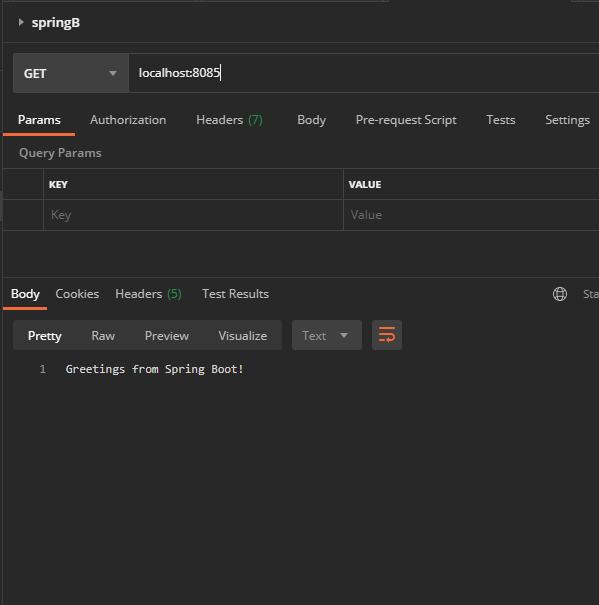 springB
GET localhost:8085
Params Authorization Headers (7) Body Pre-request Script Tests Settings
Query Params
KEY VALUE
Key Value
Body Cookies Headers (5) Test Results Sta
Pretty Raw Preview Visualize Text
1 Greetings from Spring Boot!